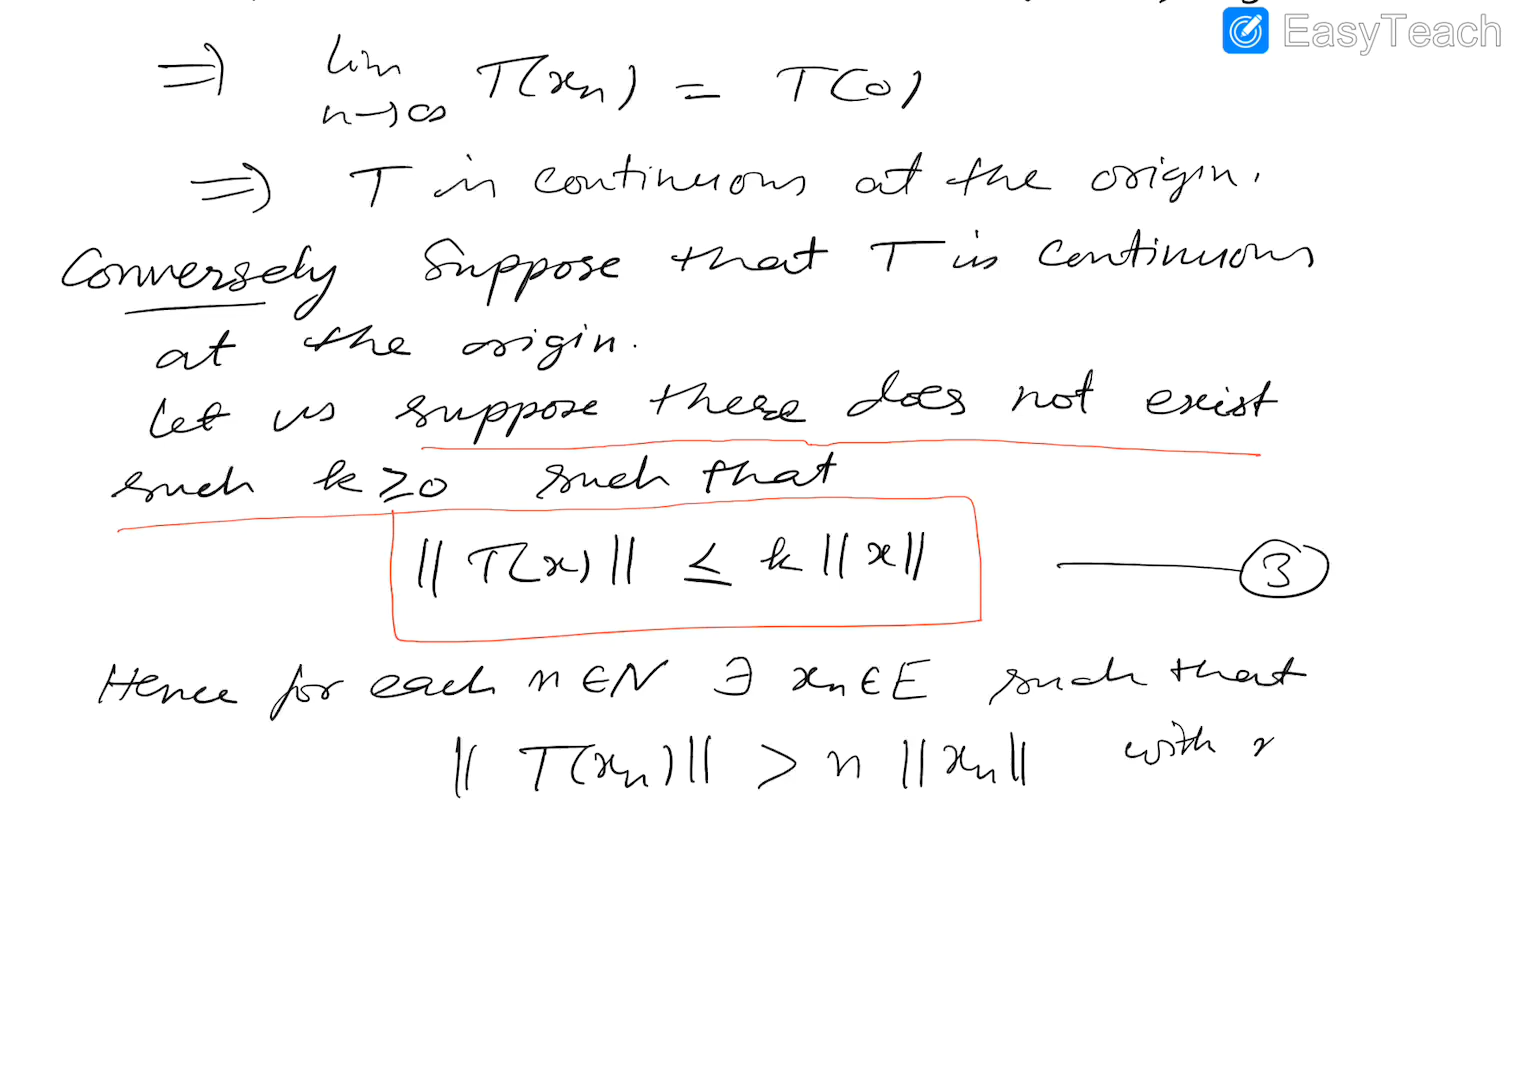 EasyTeach
⇒ lim n→∞ T(xn) = T(0)
⇒ T is continuous at the origin.
Conversely Suppose that T is continuous
at the origin.
Let us suppose there does not exist
such k ≥ 0 such that
|| T(x) || ≤ k || x || — 3
Hence for each n ∈ N ∃ xn ∈ E such that
|| T(xn) || > n || xn || with